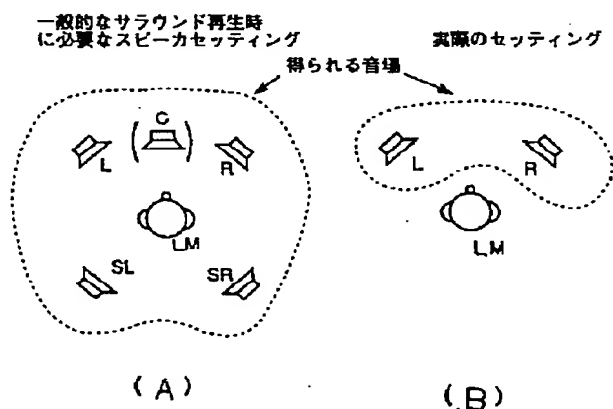 一般的なサラウンド再生時
に必要なスピーカセッティング
実際のセッティング
得られる音場
C
L
R
L
R
LM
LM
SL
SR
(A)
(B)